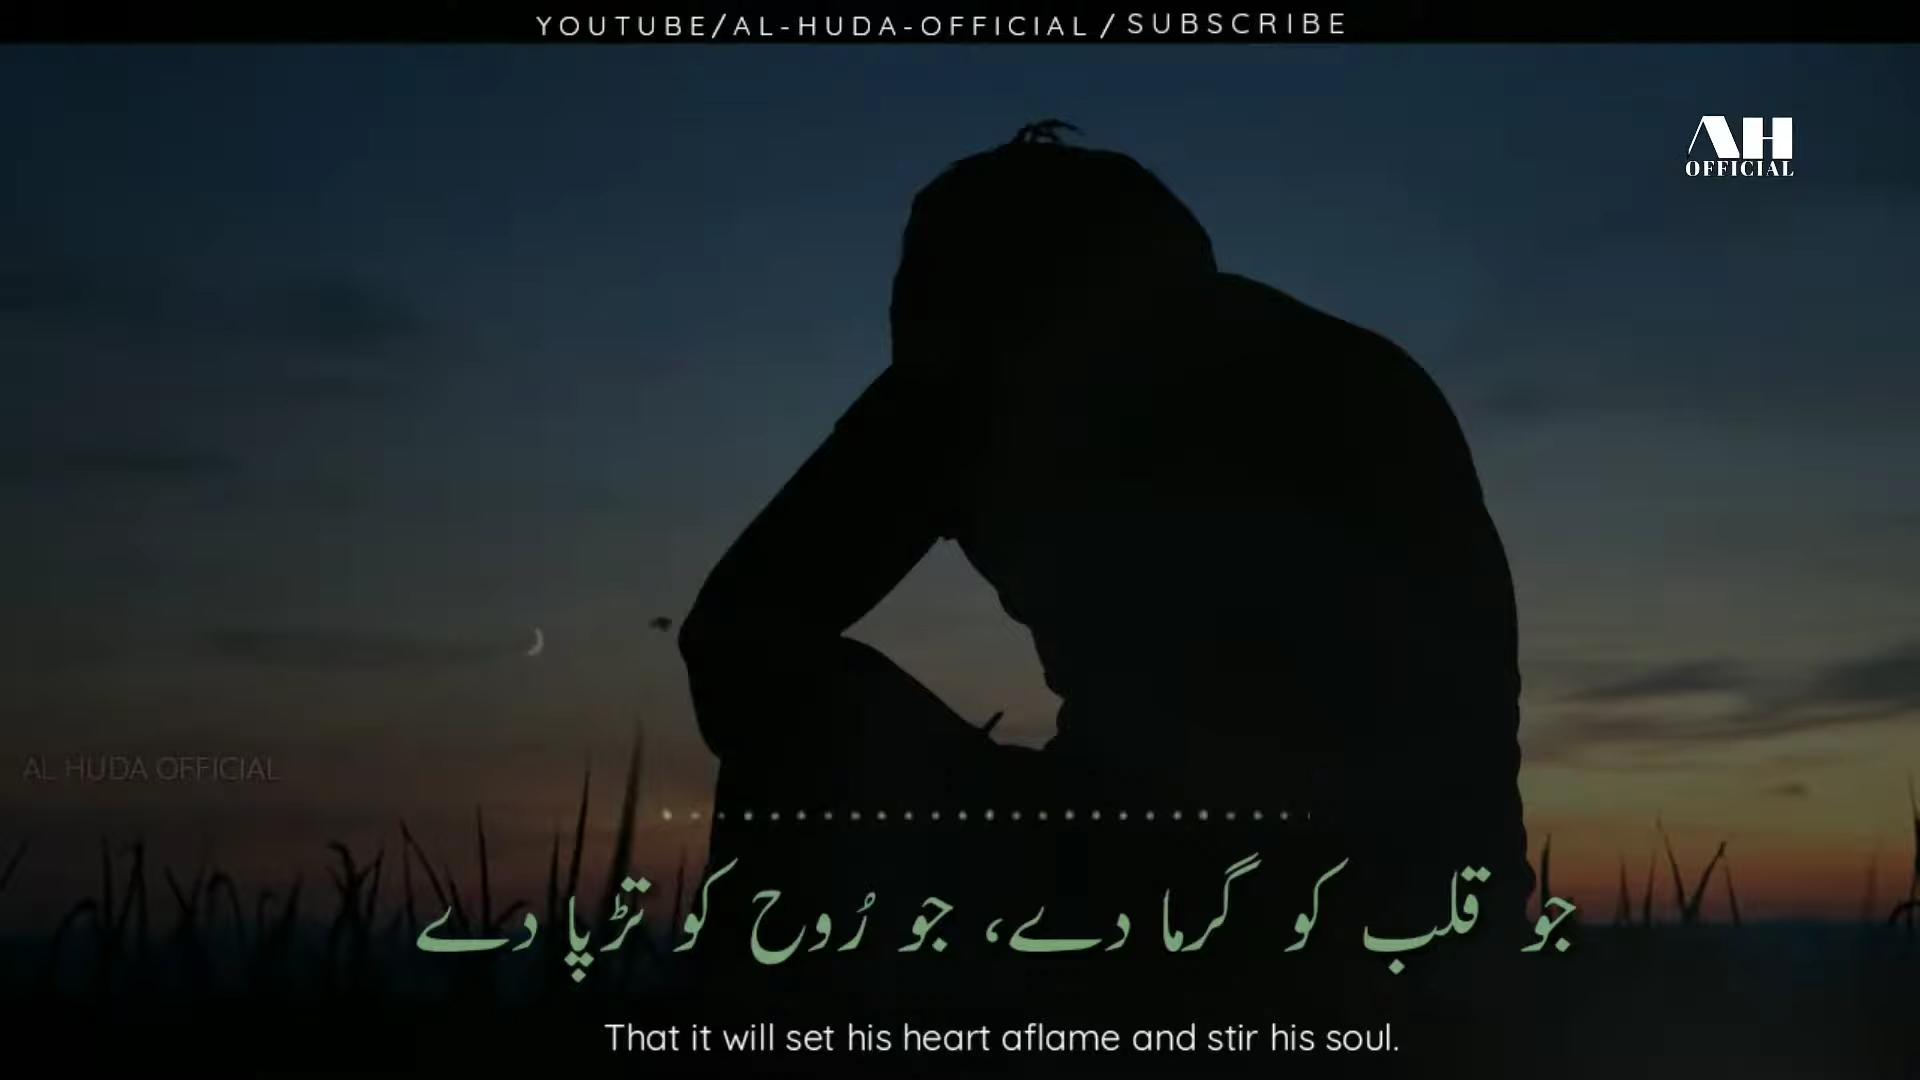 YOUTUBE/AL-HUDA-OFFICIAL/SUBSCRIBE
AH
OFFICIAL
AL HUDA OFFICIAL
جو قلب کو گرما دے، جو رُوح کو تڑپا دے
That it will set his heart aflame and stir his soul.